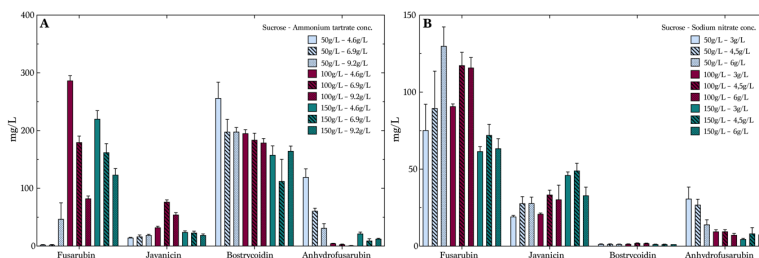 A
Sucrose - Ammonium tartrate conc.
50g/L – 4.6g/L
50g/L – 6.9g/L
50g/L – 9.2g/L
100g/L – 4.6g/L
100g/L – 6.9g/L
100g/L – 9.2g/L
150g/L – 4.6g/L
150g/L – 6.9g/L
150g/L – 9.2g/L
mg/L
400
300
200
100
0
Fusarubin
Javanicin
Bostrycoidin
Anhydrofusarubin
B
Sucrose - Sodium nitrate conc.
50g/L – 3g/L
50g/L – 4,5g/L
50g/L – 6g/L
100g/L – 3g/L
100g/L – 4,5g/L
100g/L – 6g/L
150g/L – 3g/L
150g/L – 4,5g/L
150g/L – 6g/L
mg/L
150
100
50
0
Fusarubin
Javanicin
Bostrycoidin
Anhydrofusarubin